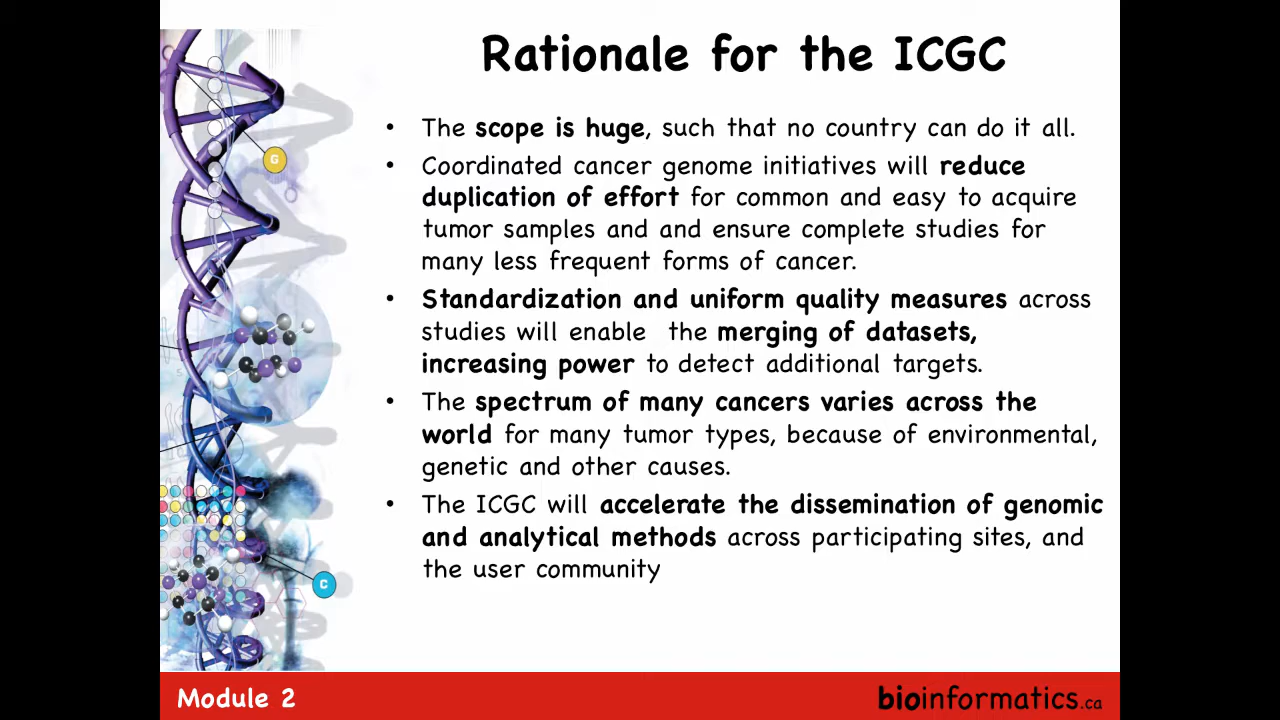 Rationale for the ICGC
• The scope is huge, such that no country can do it all.
• Coordinated cancer genome initiatives will reduce
duplication of effort for common and easy to acquire
tumor samples and and ensure complete studies for
many less frequent forms of cancer.
• Standardization and uniform quality measures across
studies will enable the merging of datasets,
increasing power to detect additional targets.
• The spectrum of many cancers varies across the
world for many tumor types, because of environmental,
genetic and other causes.
• The ICGC will accelerate the dissemination of genomic
and analytical methods across participating sites, and
the user community
G
C
Module 2
bioinformatics.ca